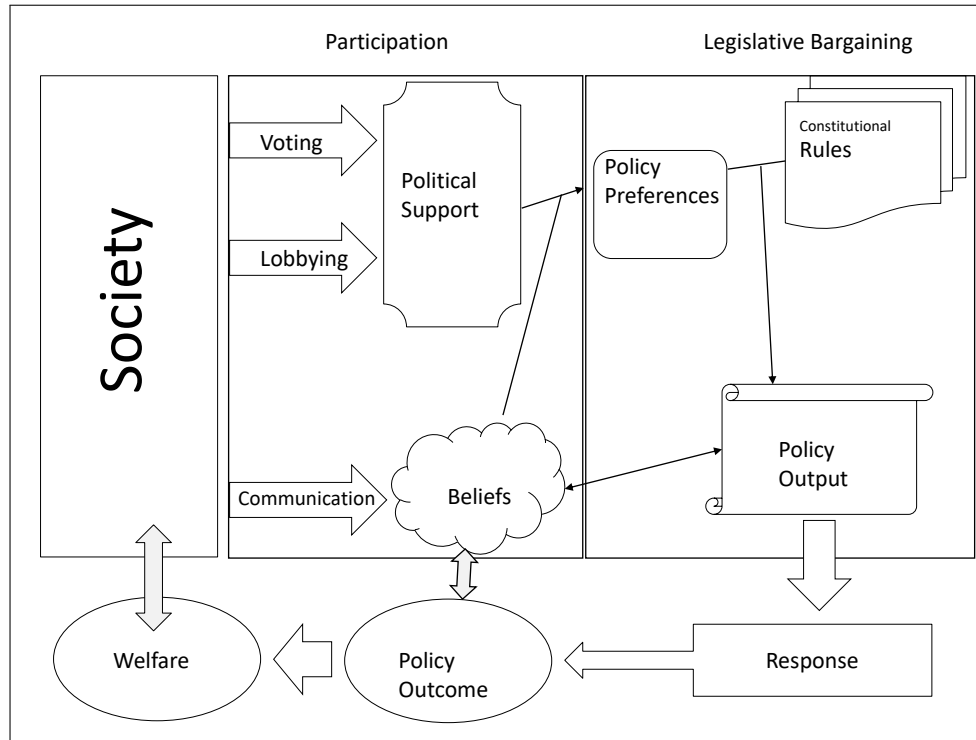 Participation
Legislative Bargaining
Society
Voting
Lobbying
Communication
Political
Support
Beliefs
Policy
Preferences
Constitutional
Rules
Policy
Output
Welfare
Policy
Outcome
Response